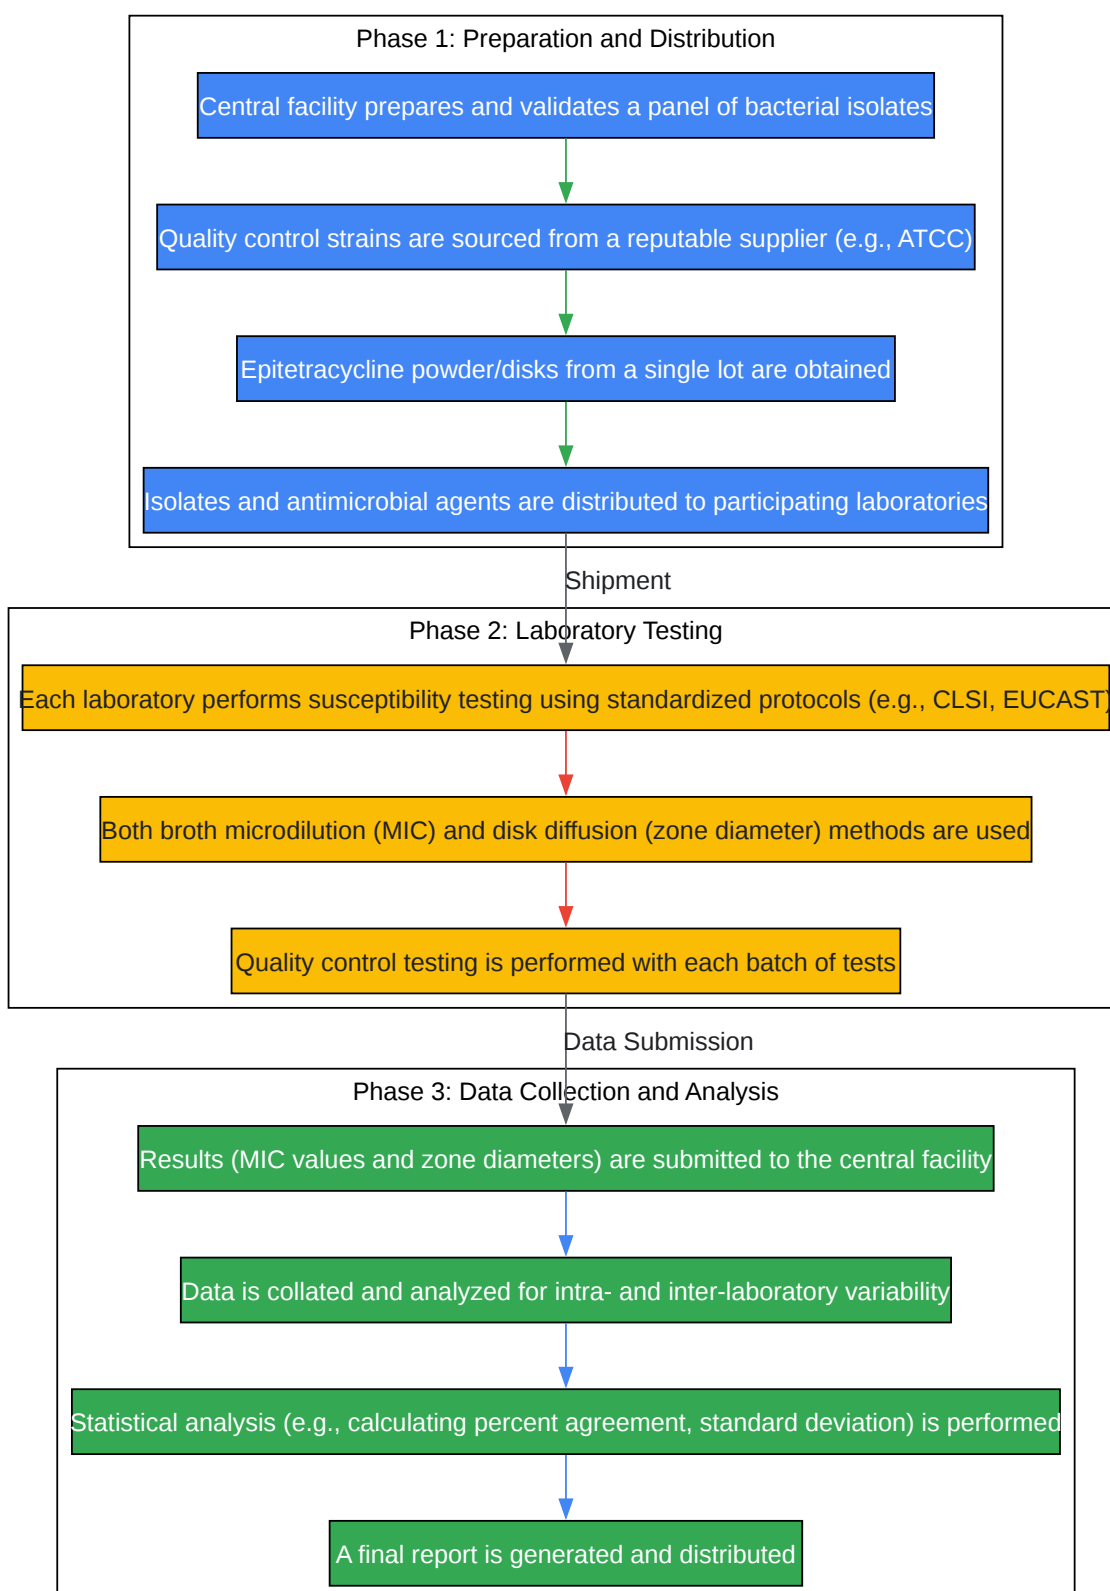 Phase 1: Preparation and Distribution
Central facility prepares and validates a panel of bacterial isolates
Quality control strains are sourced from a reputable supplier (e.g., ATCC)
Epitetracycline powder/disks from a single lot are obtained
Isolates and antimicrobial agents are distributed to participating laboratories
Shipment
Phase 2: Laboratory Testing
Each laboratory performs susceptibility testing using standardized protocols (e.g., CLSI, EUCAST)
Both broth microdilution (MIC) and disk diffusion (zone diameter) methods are used
Quality control testing is performed with each batch of tests
Data Submission
Phase 3: Data Collection and Analysis
Results (MIC values and zone diameters) are submitted to the central facility
Data is collated and analyzed for intra- and inter-laboratory variability
Statistical analysis (e.g., calculating percent agreement, standard deviation) is performed
A final report is generated and distributed